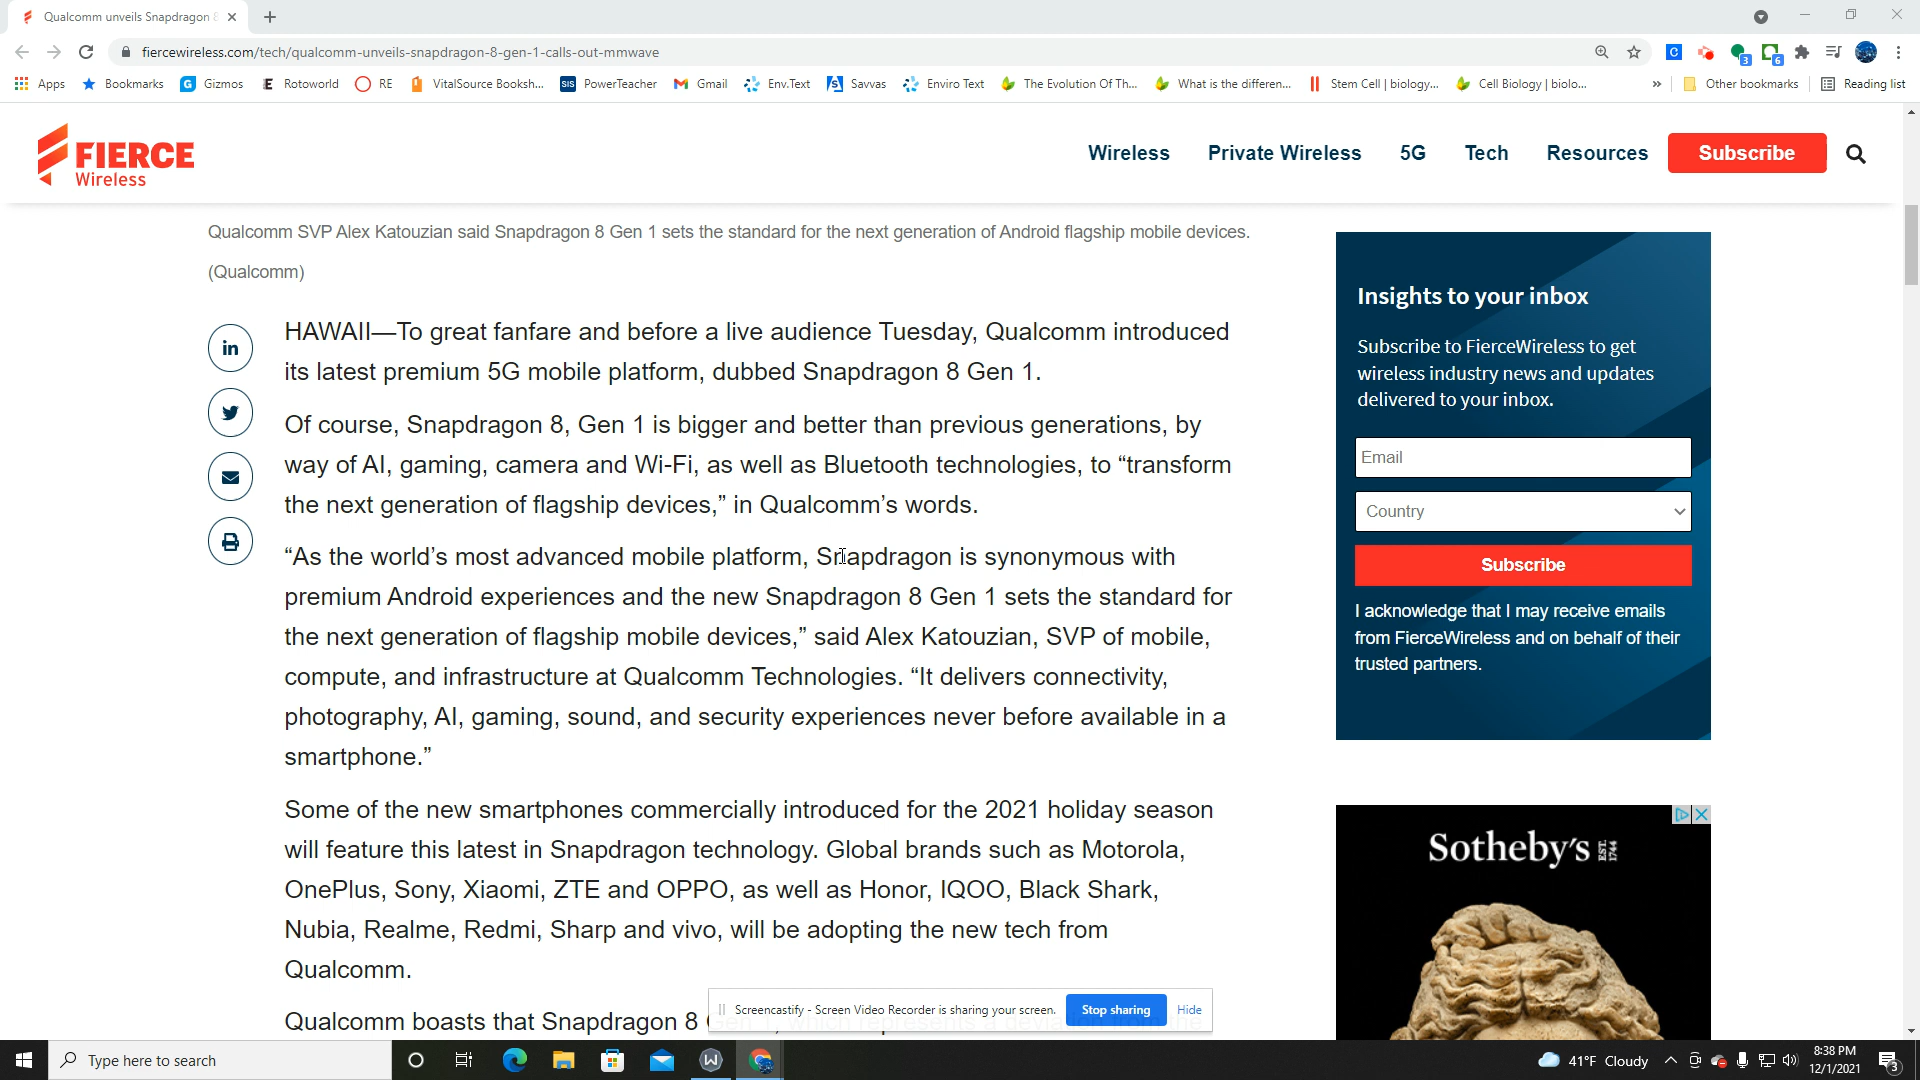 Qualcomm unveils Snapdragon 8
fiercewireless.com/tech/qualcomm-unveils-snapdragon-8-gen-1-calls-out-mmwave
C
3
6
Apps
Bookmarks
G Gizmos
E Rotoworld
RE
VitalSource Booksh...
SIS PowerTeacher
Gmail
Env.Text
S Savvas
Enviro Text
The Evolution Of Th...
What is the differen...
Stem Cell | biology...
Cell Biology | biolo...
»
Other bookmarks
Reading list
FIERCE
Wireless
Wireless
Private Wireless
5G
Tech
Resources
Subscribe
Qualcomm SVP Alex Katouzian said Snapdragon 8 Gen 1 sets the standard for the next generation of Android flagship mobile devices.
(Qualcomm)
in
HAWAII—To great fanfare and before a live audience Tuesday, Qualcomm introduced
its latest premium 5G mobile platform, dubbed Snapdragon 8 Gen 1.
Of course, Snapdragon 8, Gen 1 is bigger and better than previous generations, by
way of AI, gaming, camera and Wi-Fi, as well as Bluetooth technologies, to “transform
the next generation of flagship devices,” in Qualcomm’s words.
“As the world’s most advanced mobile platform, Snapdragon is synonymous with
premium Android experiences and the new Snapdragon 8 Gen 1 sets the standard for
the next generation of flagship mobile devices,” said Alex Katouzian, SVP of mobile,
compute, and infrastructure at Qualcomm Technologies. “It delivers connectivity,
photography, AI, gaming, sound, and security experiences never before available in a
smartphone.”
Some of the new smartphones commercially introduced for the 2021 holiday season
will feature this latest in Snapdragon technology. Global brands such as Motorola,
OnePlus, Sony, Xiaomi, ZTE and OPPO, as well as Honor, IQOO, Black Shark,
Nubia, Realme, Redmi, Sharp and vivo, will be adopting the new tech from
Qualcomm.
Qualcomm boasts that Snapdragon 8 Gen 1, which represents a deviation from the
Insights to your inbox
Subscribe to FierceWireless to get
wireless industry news and updates
delivered to your inbox.
Email
Country
Subscribe
I acknowledge that I may receive emails
from FierceWireless and on behalf of their
trusted partners.
Sotheby's EST. 1744
Screencastify - Screen Video Recorder is sharing your screen.
Stop sharing
Hide
Type here to search
W
41°F Cloudy
8:38 PM
12/1/2021
3